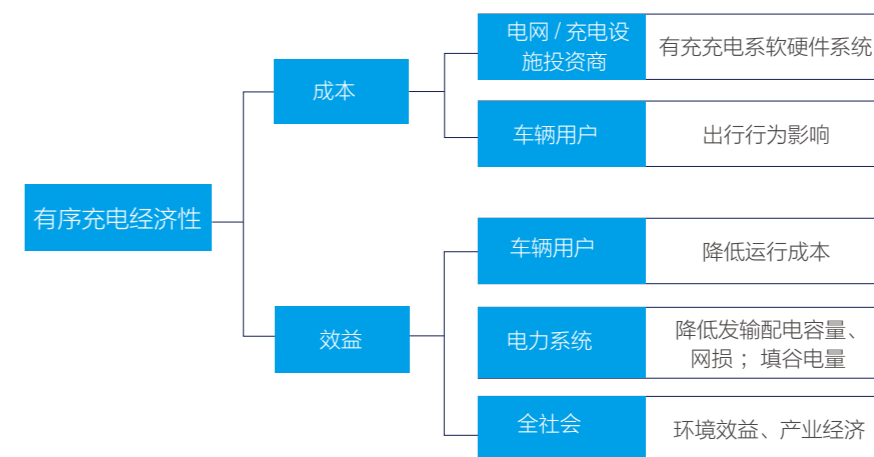 有序充电经济性
成本
电网 / 充电设
施投资商
有充充电系软硬件系统
车辆用户
出行行为影响
效益
车辆用户
降低运行成本
电力系统
降低发输配电容量、
网损 ；填谷电量
全社会
环境效益、产业经济